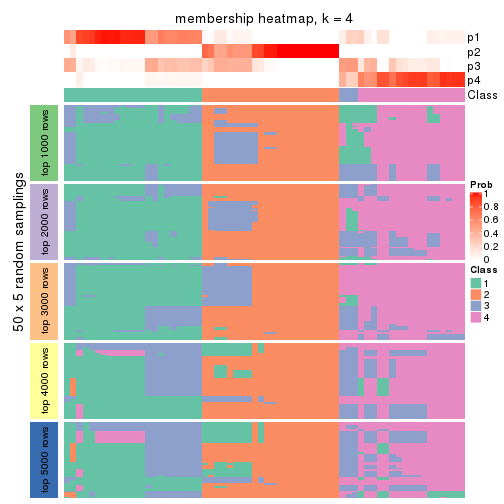 membership heatmap, k = 4
p1
p2
p3
p4
Class
50 x 5 random samplings
top 1000 rows
top 2000 rows
top 3000 rows
top 4000 rows
top 5000 rows
Prob
1
0.8
0.6
0.4
0.2
0
Class
1
2
3
4